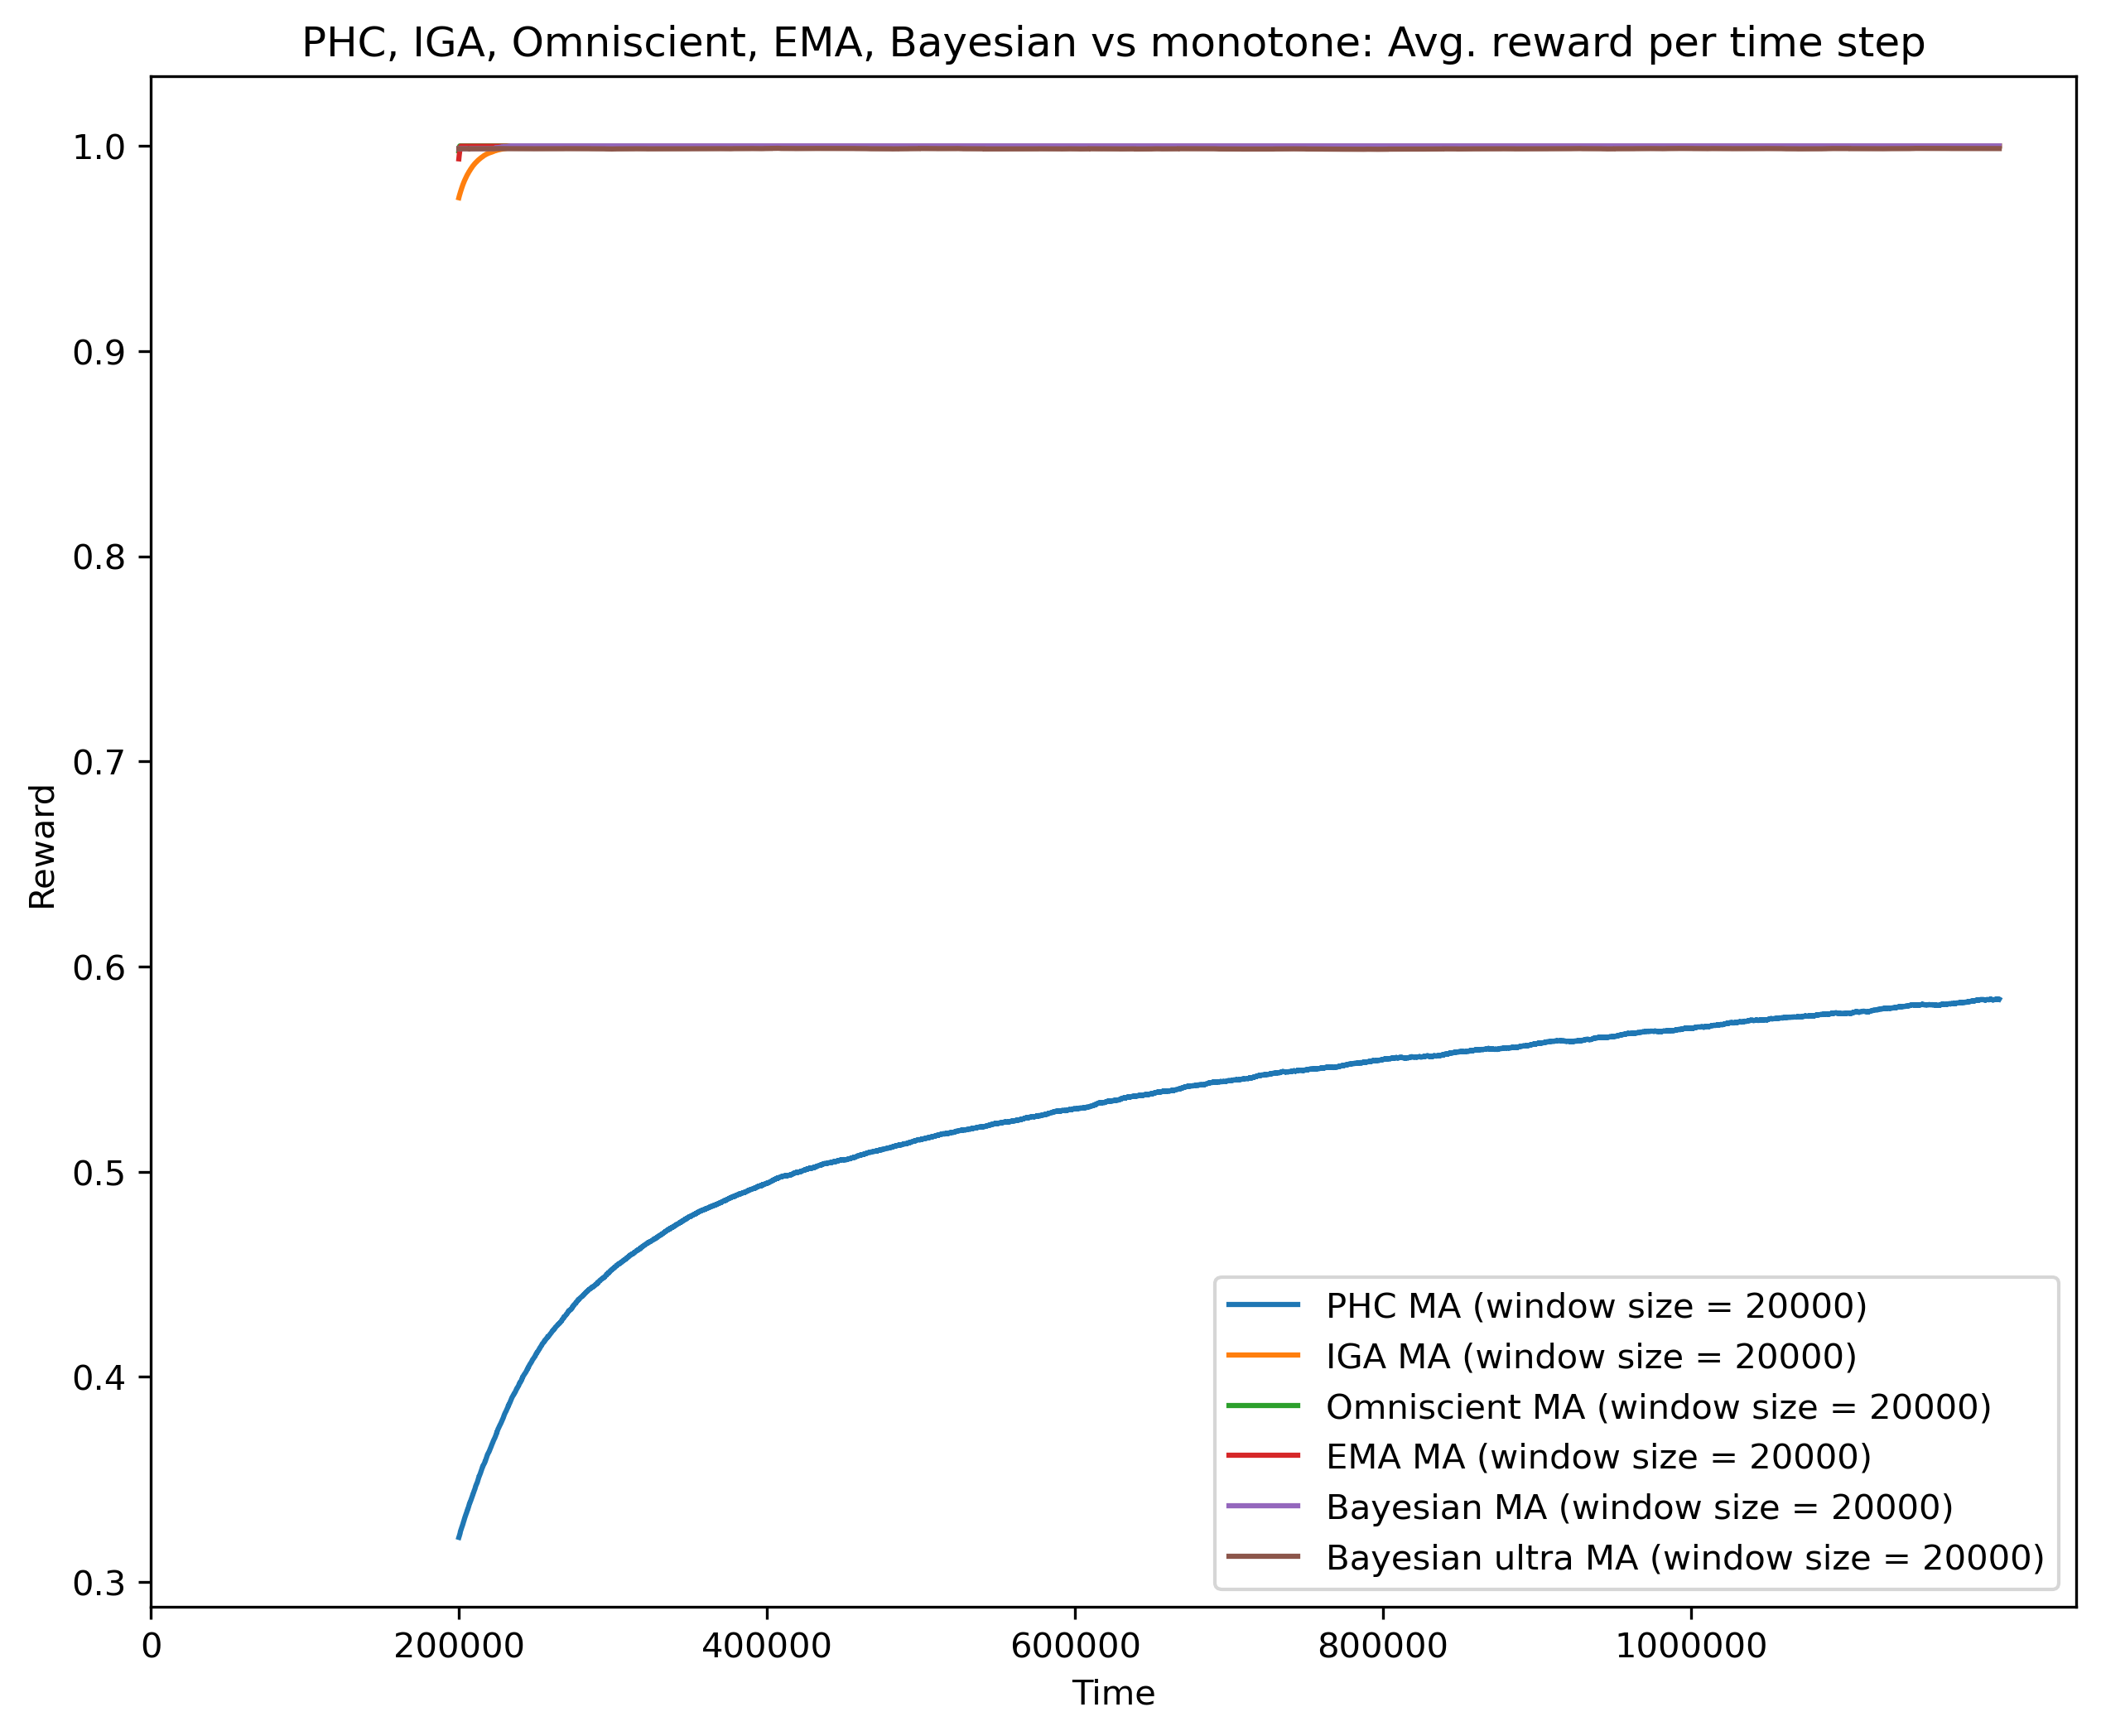 PHC, IGA, Omniscient, EMA, Bayesian vs monotone: Avg. reward per time step
1.0
0.9
0.8
0.7
0.6
0.5
0.4
0.3
Reward
0
200000
400000
600000
800000
1000000
Time
PHC MA (window size = 20000)
IGA MA (window size = 20000)
Omniscient MA (window size = 20000)
EMA MA (window size = 20000)
Bayesian MA (window size = 20000)
Bayesian ultra MA (window size = 20000)